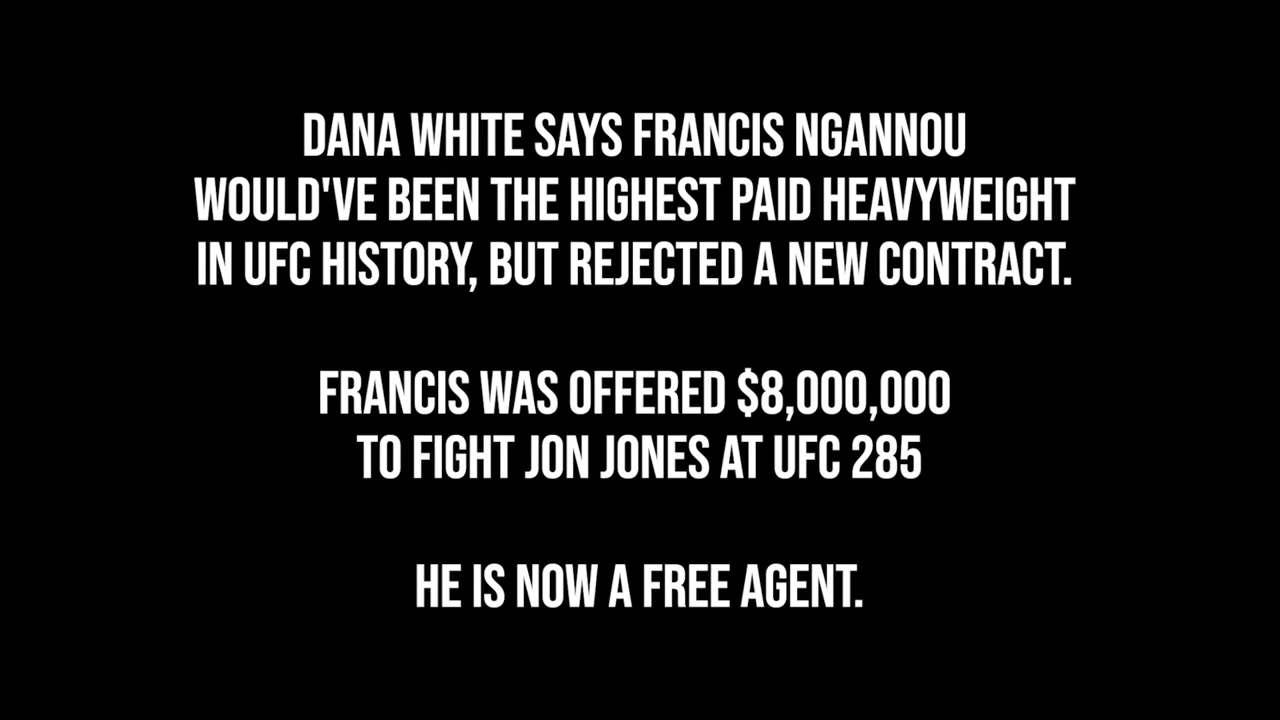 DANA WHITE SAYS FRANCIS NGANNOU
WOULD'VE BEEN THE HIGHEST PAID HEAVYWEIGHT
IN UFC HISTORY, BUT REJECTED A NEW CONTRACT.
FRANCIS WAS OFFERED $8,000,000
TO FIGHT JON JONES AT UFC 285
HE IS NOW A FREE AGENT.